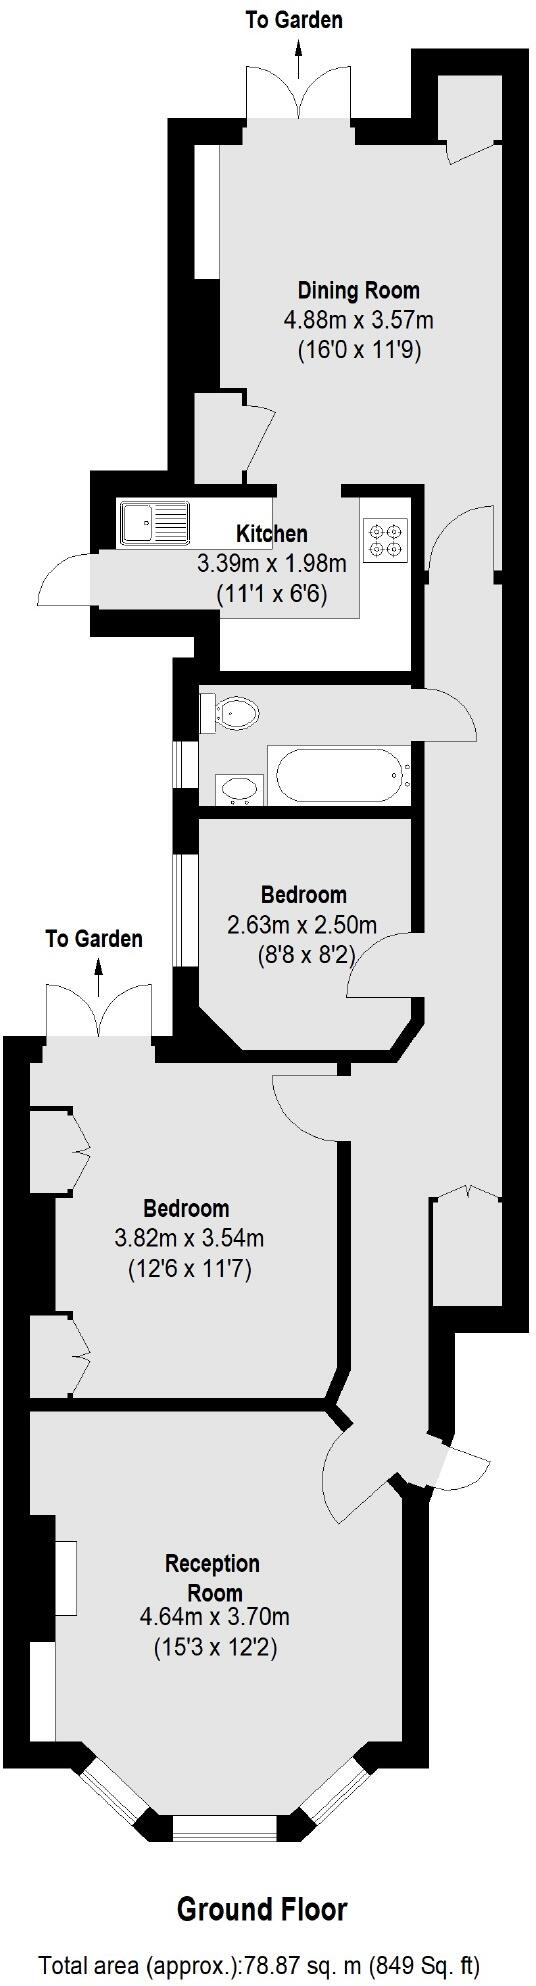 To Garden
Dining Room
4.88m x 3.57m
(16'0 x 11'9)
Kitchen
3.39m x 1.98m
(11'1 x 6'6)
Bedroom
2.63m x 2.50m
(8'8 x 8'2)
To Garden
Bedroom
3.82m x 3.54m
(12'6 x 11'7)
Reception
Room
4.64m x 3.70m
(15'3 x 12'2)
Ground Floor
Total area (approx.):78.87 sq. m (849 Sq. ft)